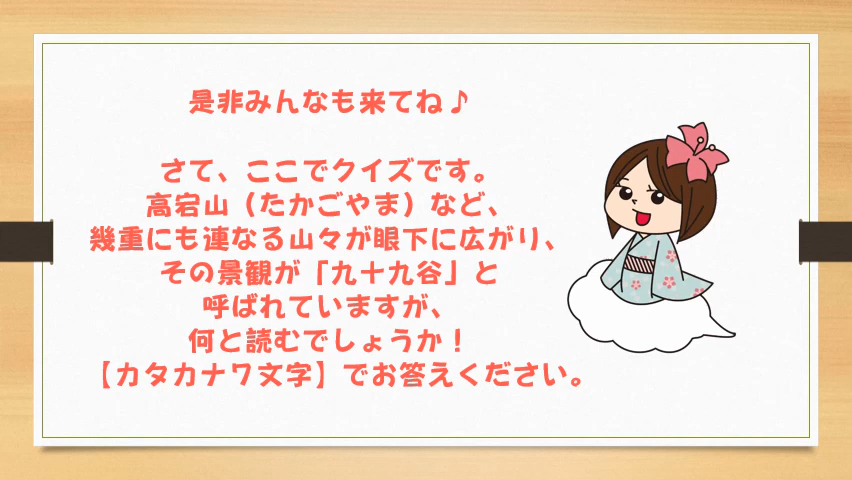 是非みんなも来てね♪
さて、ここでクイズです。
高宕山（たかごやま）など、
幾重にも連なる山々が眼下に広がり、
その景観が「九十九谷」と
呼ばれていますが、
何と読むでしょうか！
【カタカナ７文字】でお答えください。